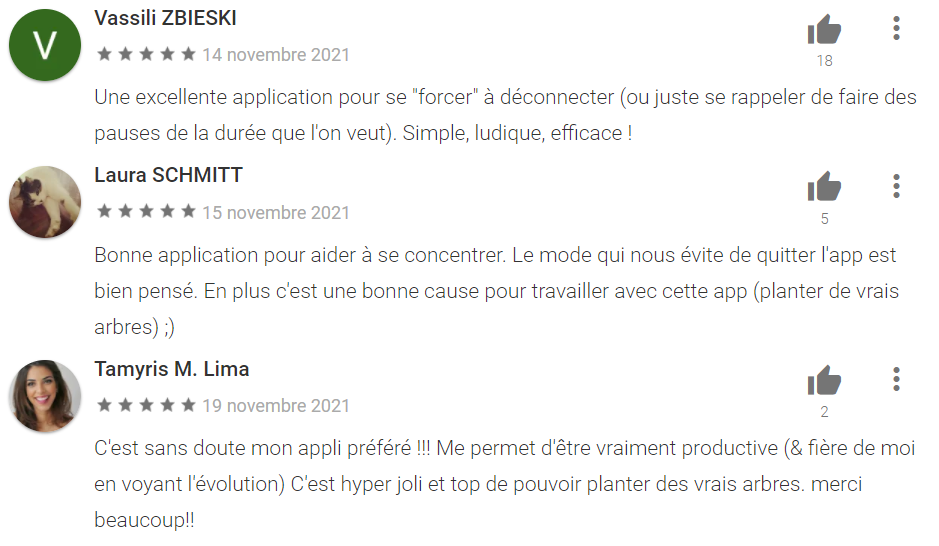 V
Vassili ZBIESKI
14 novembre 2021
18
Une excellente application pour se "forcer" à déconnecter (ou juste se rappeler de faire des
pauses de la durée que l'on veut). Simple, ludique, efficace !
Laura SCHMITT
15 novembre 2021
5
Bonne application pour aider à se concentrer. Le mode qui nous évite de quitter l'app est
bien pensé. En plus c'est une bonne cause pour travailler avec cette app (planter de vrais
arbres) ;)
Tamyris M. Lima
19 novembre 2021
2
C'est sans doute mon appli préféré !!! Me permet d'être vraiment productive (& fière de moi
en voyant l'évolution) C'est hyper joli et top de pouvoir planter des vrais arbres. merci
beaucoup!!